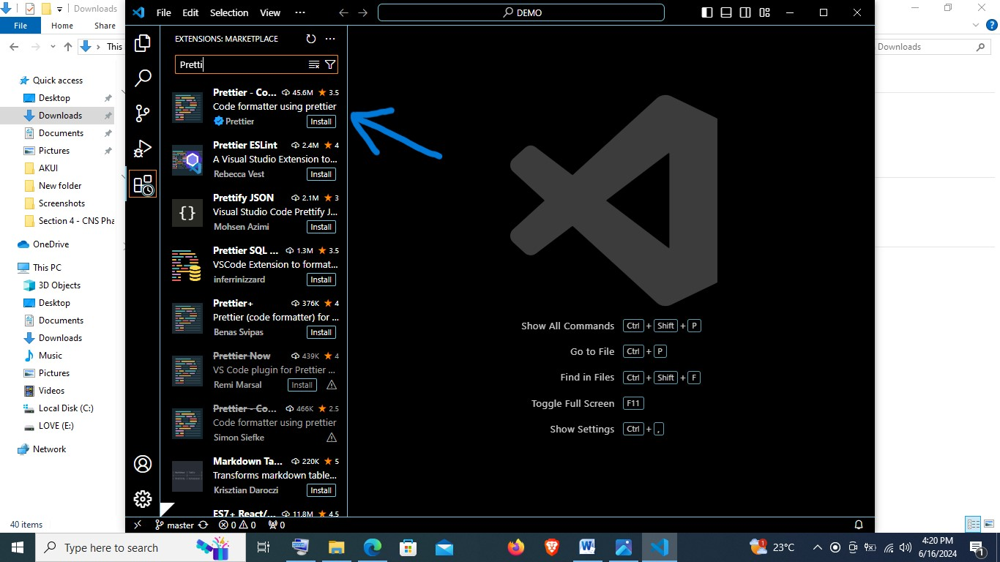 Downloads
File Home Share
This
Downloads
Quick access
Desktop
Downloads
Documents
Pictures
AKUI
New folder
Screenshots
Section 4 - CNS Pha
OneDrive
This PC
3D Objects
Desktop
Documents
Downloads
Music
Pictures
Videos
Local Disk (C:)
LOVE (E:)
Network
40 items
File Edit Selection View ···
DEMO
EXTENSIONS: MARKETPLACE
Pretti
Prettier - Co... 45.6M 3.5
Code formatter using prettier
Prettier Install
Prettier ESLint 2.4M 4
A Visual Studio Extension to...
Rebecca Vest Install
Prettify JSON 2.1M 3
Visual Studio Code Prettify J...
Mohsen Azimi Install
Prettier SQL ... 1.3M 3.5
VSCode Extension to format...
inferrinizzard Install
Prettier+ 376K 4
Prettier (code formatter) for ...
Benas Svipas Install
Prettier Now 439K 4
VS Code plugin for Prettier ...
Remi Marsal Install
Prettier - Co... 466K 2.5
Code formatter using prettier
Simon Siefke
Markdown Ta... 220K 5
Transforms markdown table...
Krisztian Daroczi Install
ES7+ React/... 11.8M 4.5
Show All Commands Ctrl + Shift + P
Go to File Ctrl + P
Find in Files Ctrl + Shift + F
Toggle Full Screen F11
Show Settings Ctrl + ,
master 0 0 0
Type here to search
23°C
4:20 PM
6/16/2024
1
1